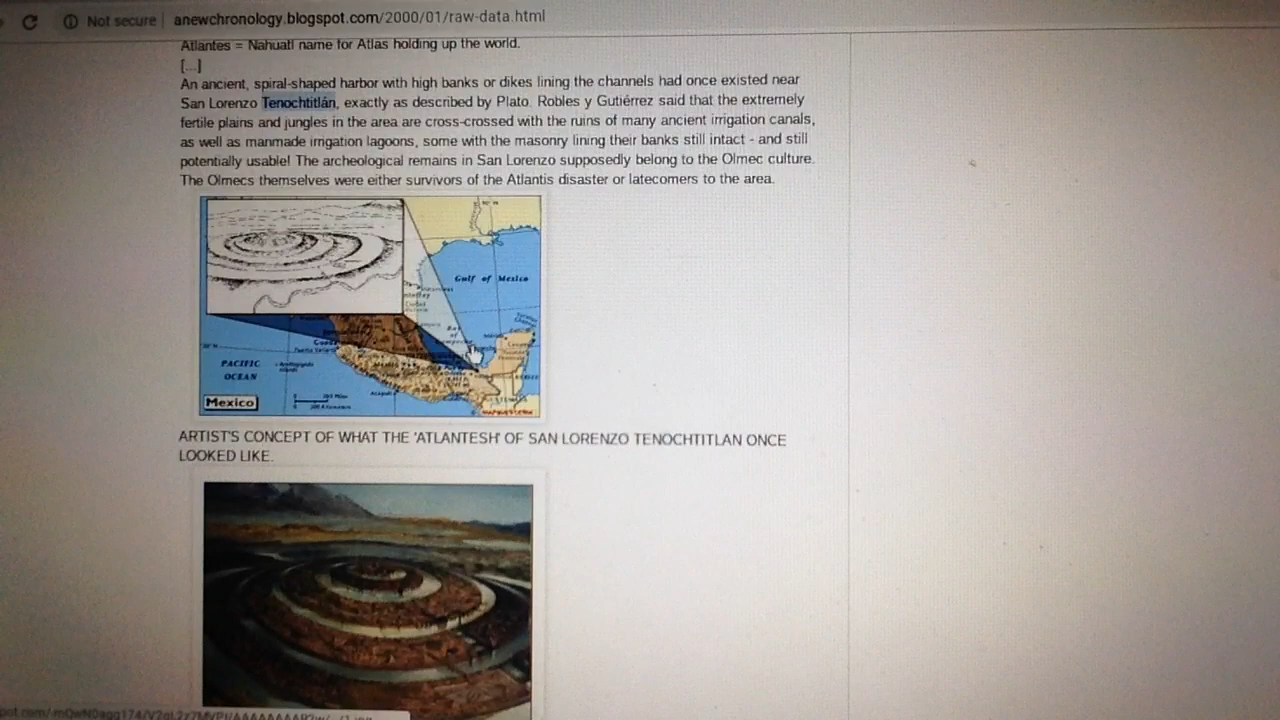 Not secure | anewchronology.blogspot.com/2000/01/raw-data.html
Atlantes = Nahuatl name for Atlas holding up the world.
[...]
An ancient, spiral-shaped harbor with high banks or dikes lining the channels had once existed near
San Lorenzo Tenochtitlán, exactly as described by Plato. Robles y Gutiérrez said that the extremely
fertile plains and jungles in the area are cross-crossed with the ruins of many ancient irrigation canals,
as well as manmade irrigation lagoons, some with the masonry lining their banks still intact - and still
potentially usable! The archeological remains in San Lorenzo supposedly belong to the Olmec culture.
The Olmecs themselves were either survivors of the Atlantis disaster or latecomers to the area.
Gulf of Mexico
PACIFIC
OCEAN
Mexico
ARTIST'S CONCEPT OF WHAT THE 'ATLANTESH' OF SAN LORENZO TENOCHTITLAN ONCE
LOOKED LIKE.